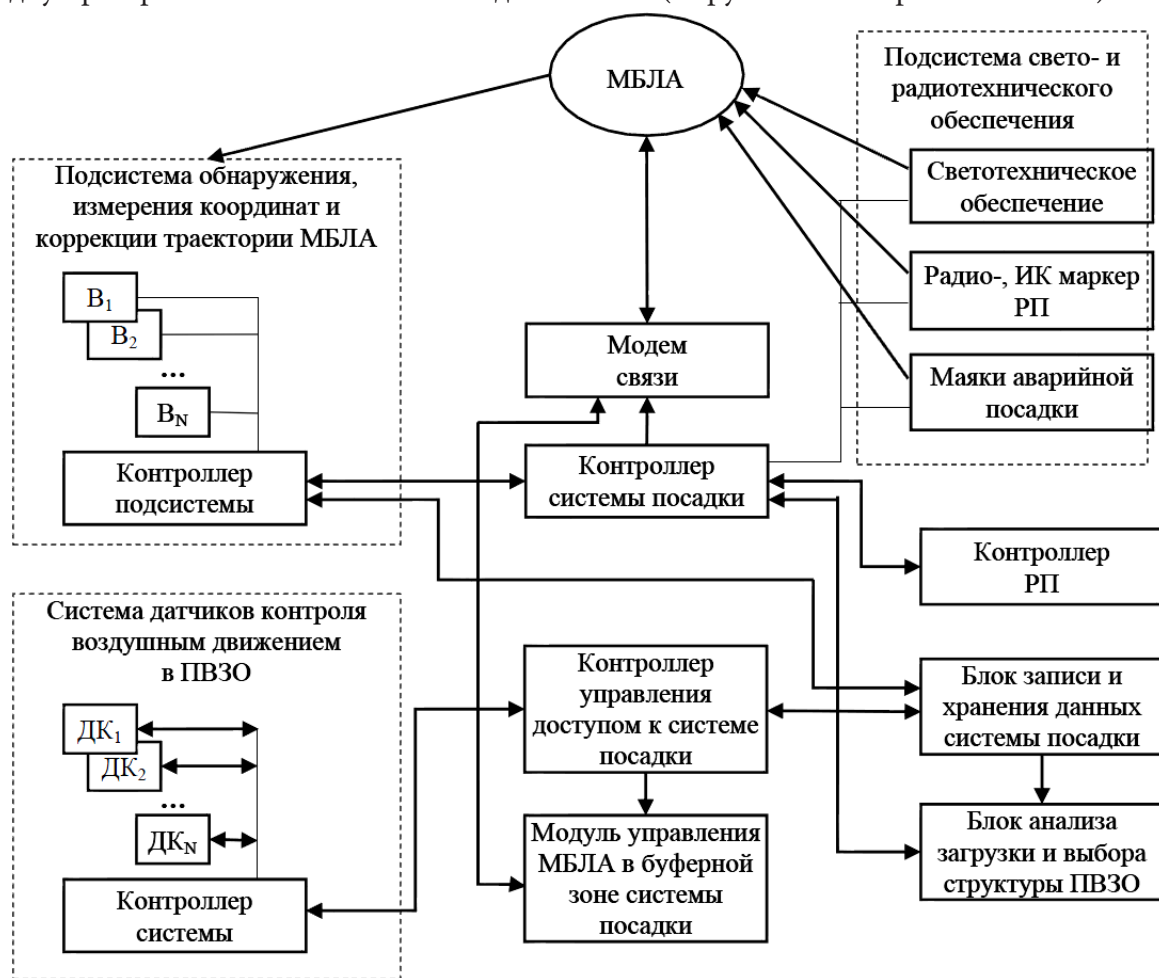 МБЛА
Подсистема свето- и
радиотехнического
обеспечения
Светотехническое
обеспечение
Радио-, ИК маркер
РП
Маяки аварийной
посадки
Подсистема обнаружения,
измерения координат и
коррекции траектории МБЛА
В1
В2
...
ВN
Контроллер
подсистемы
Модем
связи
Контроллер
системы посадки
Контроллер
РП
Система датчиков контроля
воздушным движением
в ПВЗО
ДК1
ДК2
...
ДКN
Контроллер
системы
Контроллер
управления
доступом к системе
посадки
Модуль управления
МБЛА в буферной
зоне системы
посадки
Блок записи и
хранения данных
системы посадки
Блок анализа
загрузки и выбора
структуры ПВЗО